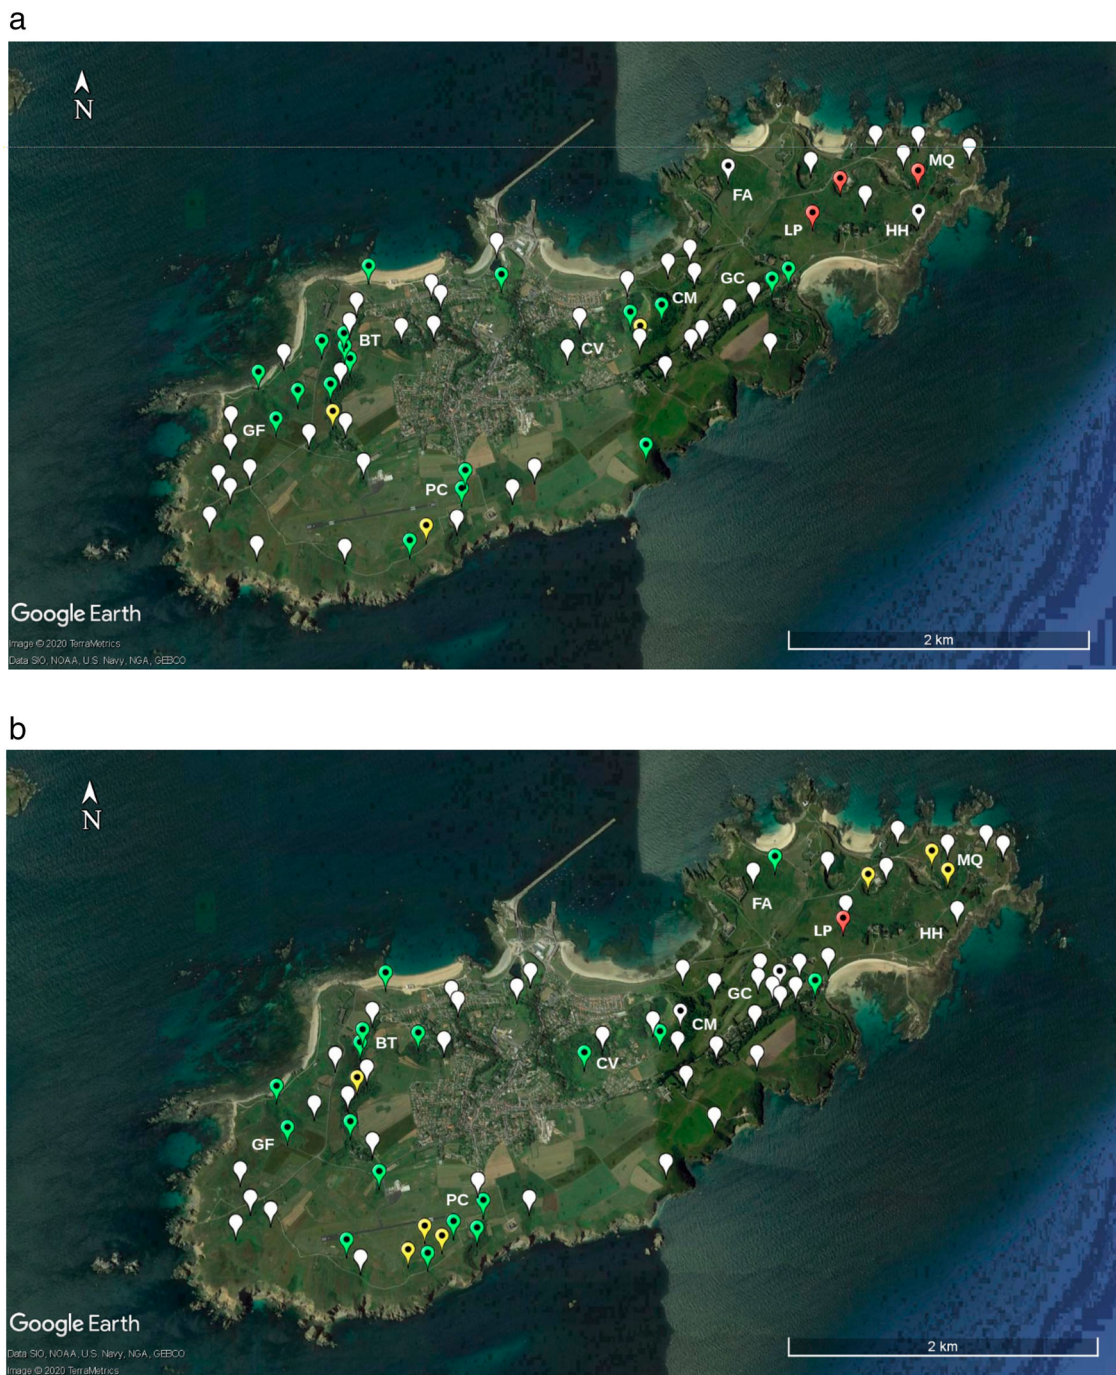 a
N
MQ
FA
LP
HH
GC
CM
BT
CV
GF
PC
Google Earth
Image © 2020 TerraMetrics
Data SIO, NOAA, U.S. Navy, NGA, GEBCO
2 km
b
N
MQ
FA
LP
HH
GC
CM
BT
CV
GF
PC
Google Earth
Data SIO, NOAA, U.S. Navy, NGA, GEBCO
Image © 2020 TerraMetrics
2 km